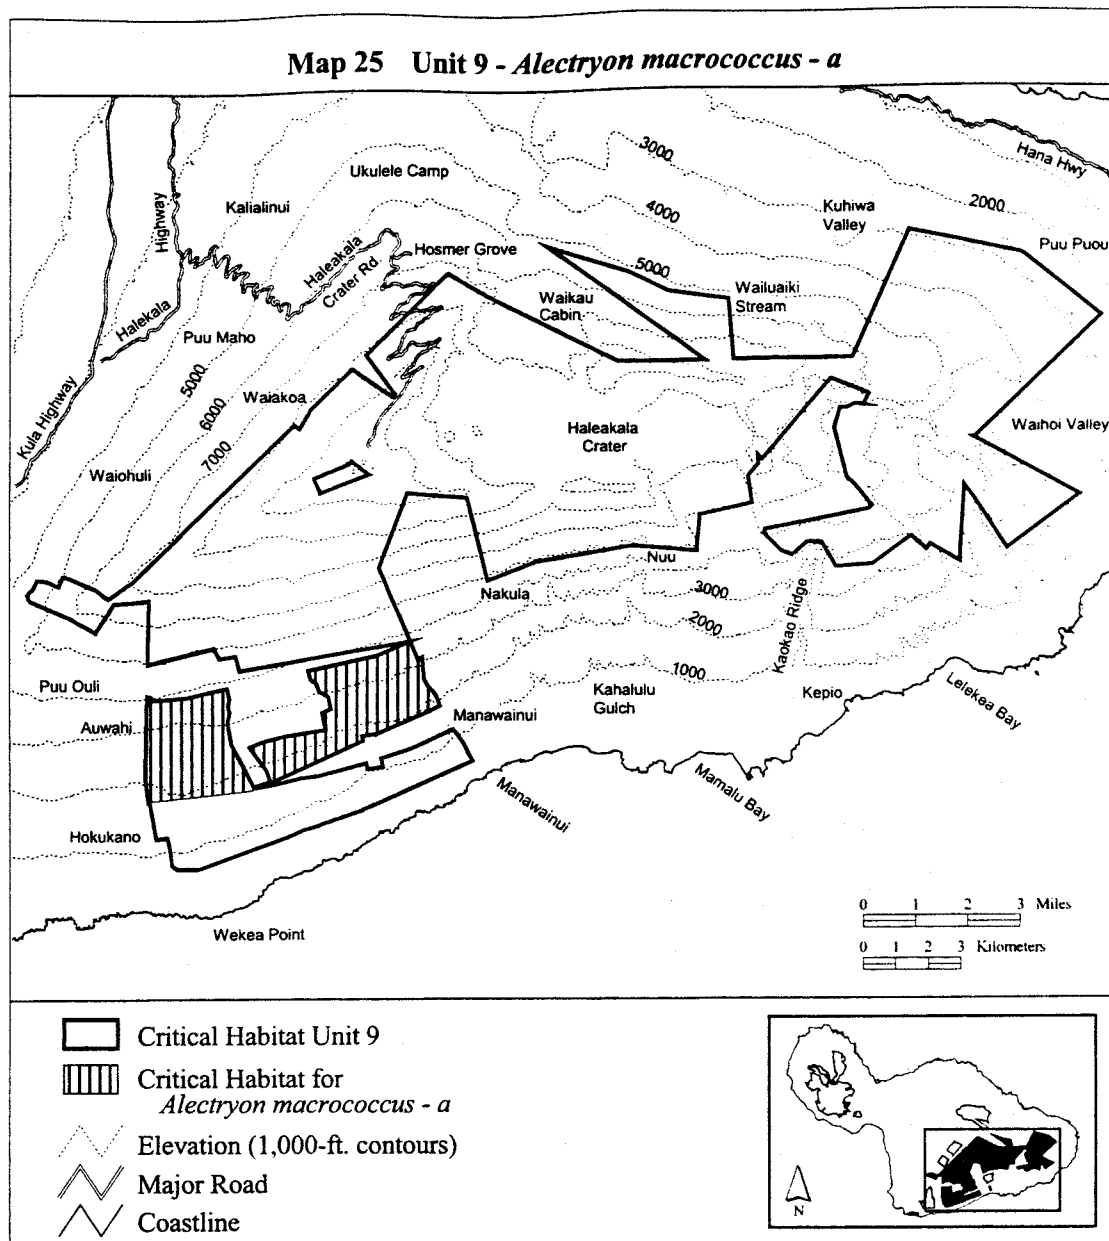 Map 25 Unit 9 - Alectryon macrococcus - a
Hana Hwy
3000
Ukulele Camp
Kalialinui
Highway
4000
Kuhiwa
Valley
2000
Puu Puou
Hosmer Grove
Haleakala
Crater Rd.
5000
Waikau
Cabin
Wailuaiki
Stream
Halekala
Puu Maho
5000
6000
7000
Kula Highway
Waiakoa
Haleakala
Crater
Waihoi Valley
Waiohuli
Nuu
Nakula
3000
2000
1000
Kaokao Ridge
Puu Ouli
Auwahi
Manawainui
Kahalulu
Gulch
Kepio
Lelekea Bay
Mamalu Bay
Manawainui
Hokukano
Wekea Point
0 1 2 3 Miles
0 1 2 3 Kilometers
Critical Habitat Unit 9
Critical Habitat for
Alectryon macrococcus - a
Elevation (1,000-ft. contours)
Major Road
Coastline
N